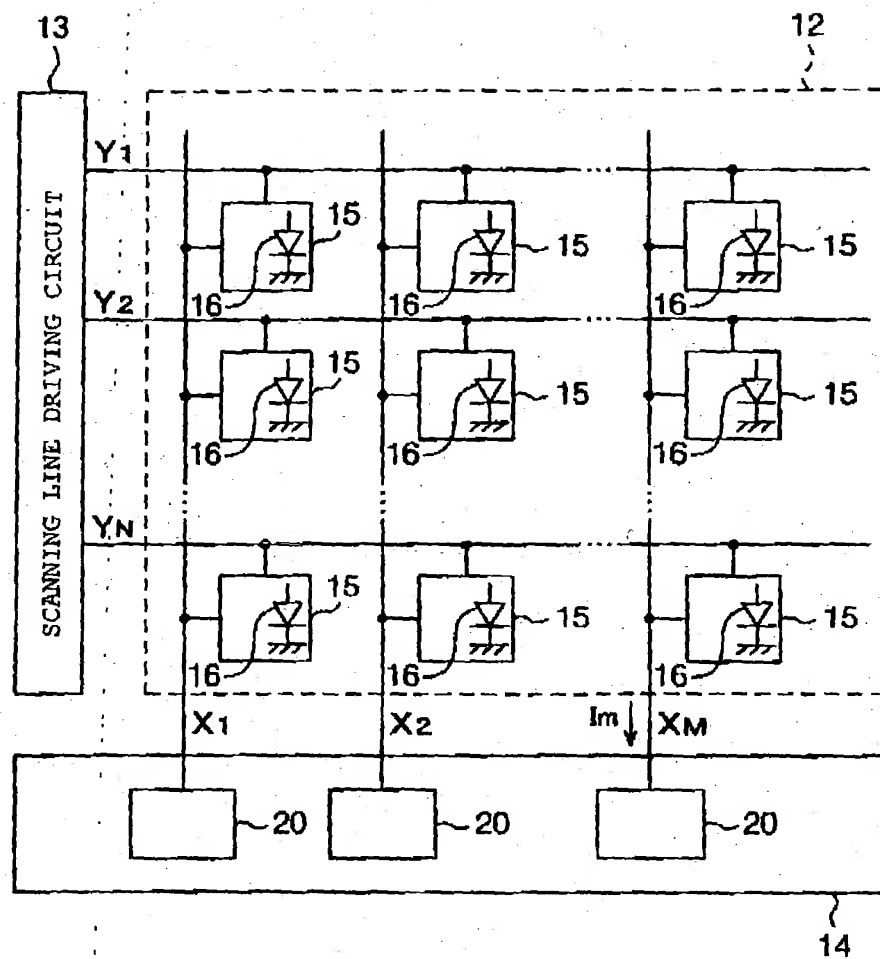 13
12
SCANNING LINE DRIVING CIRCUIT
Y1
...
15 15 15
16 16 16
Y2
...
15 15 15
16 16 16
... ... ...
YN
...
15 15 15
16 16 16
X1 X2 Im XM
20 20 20
14